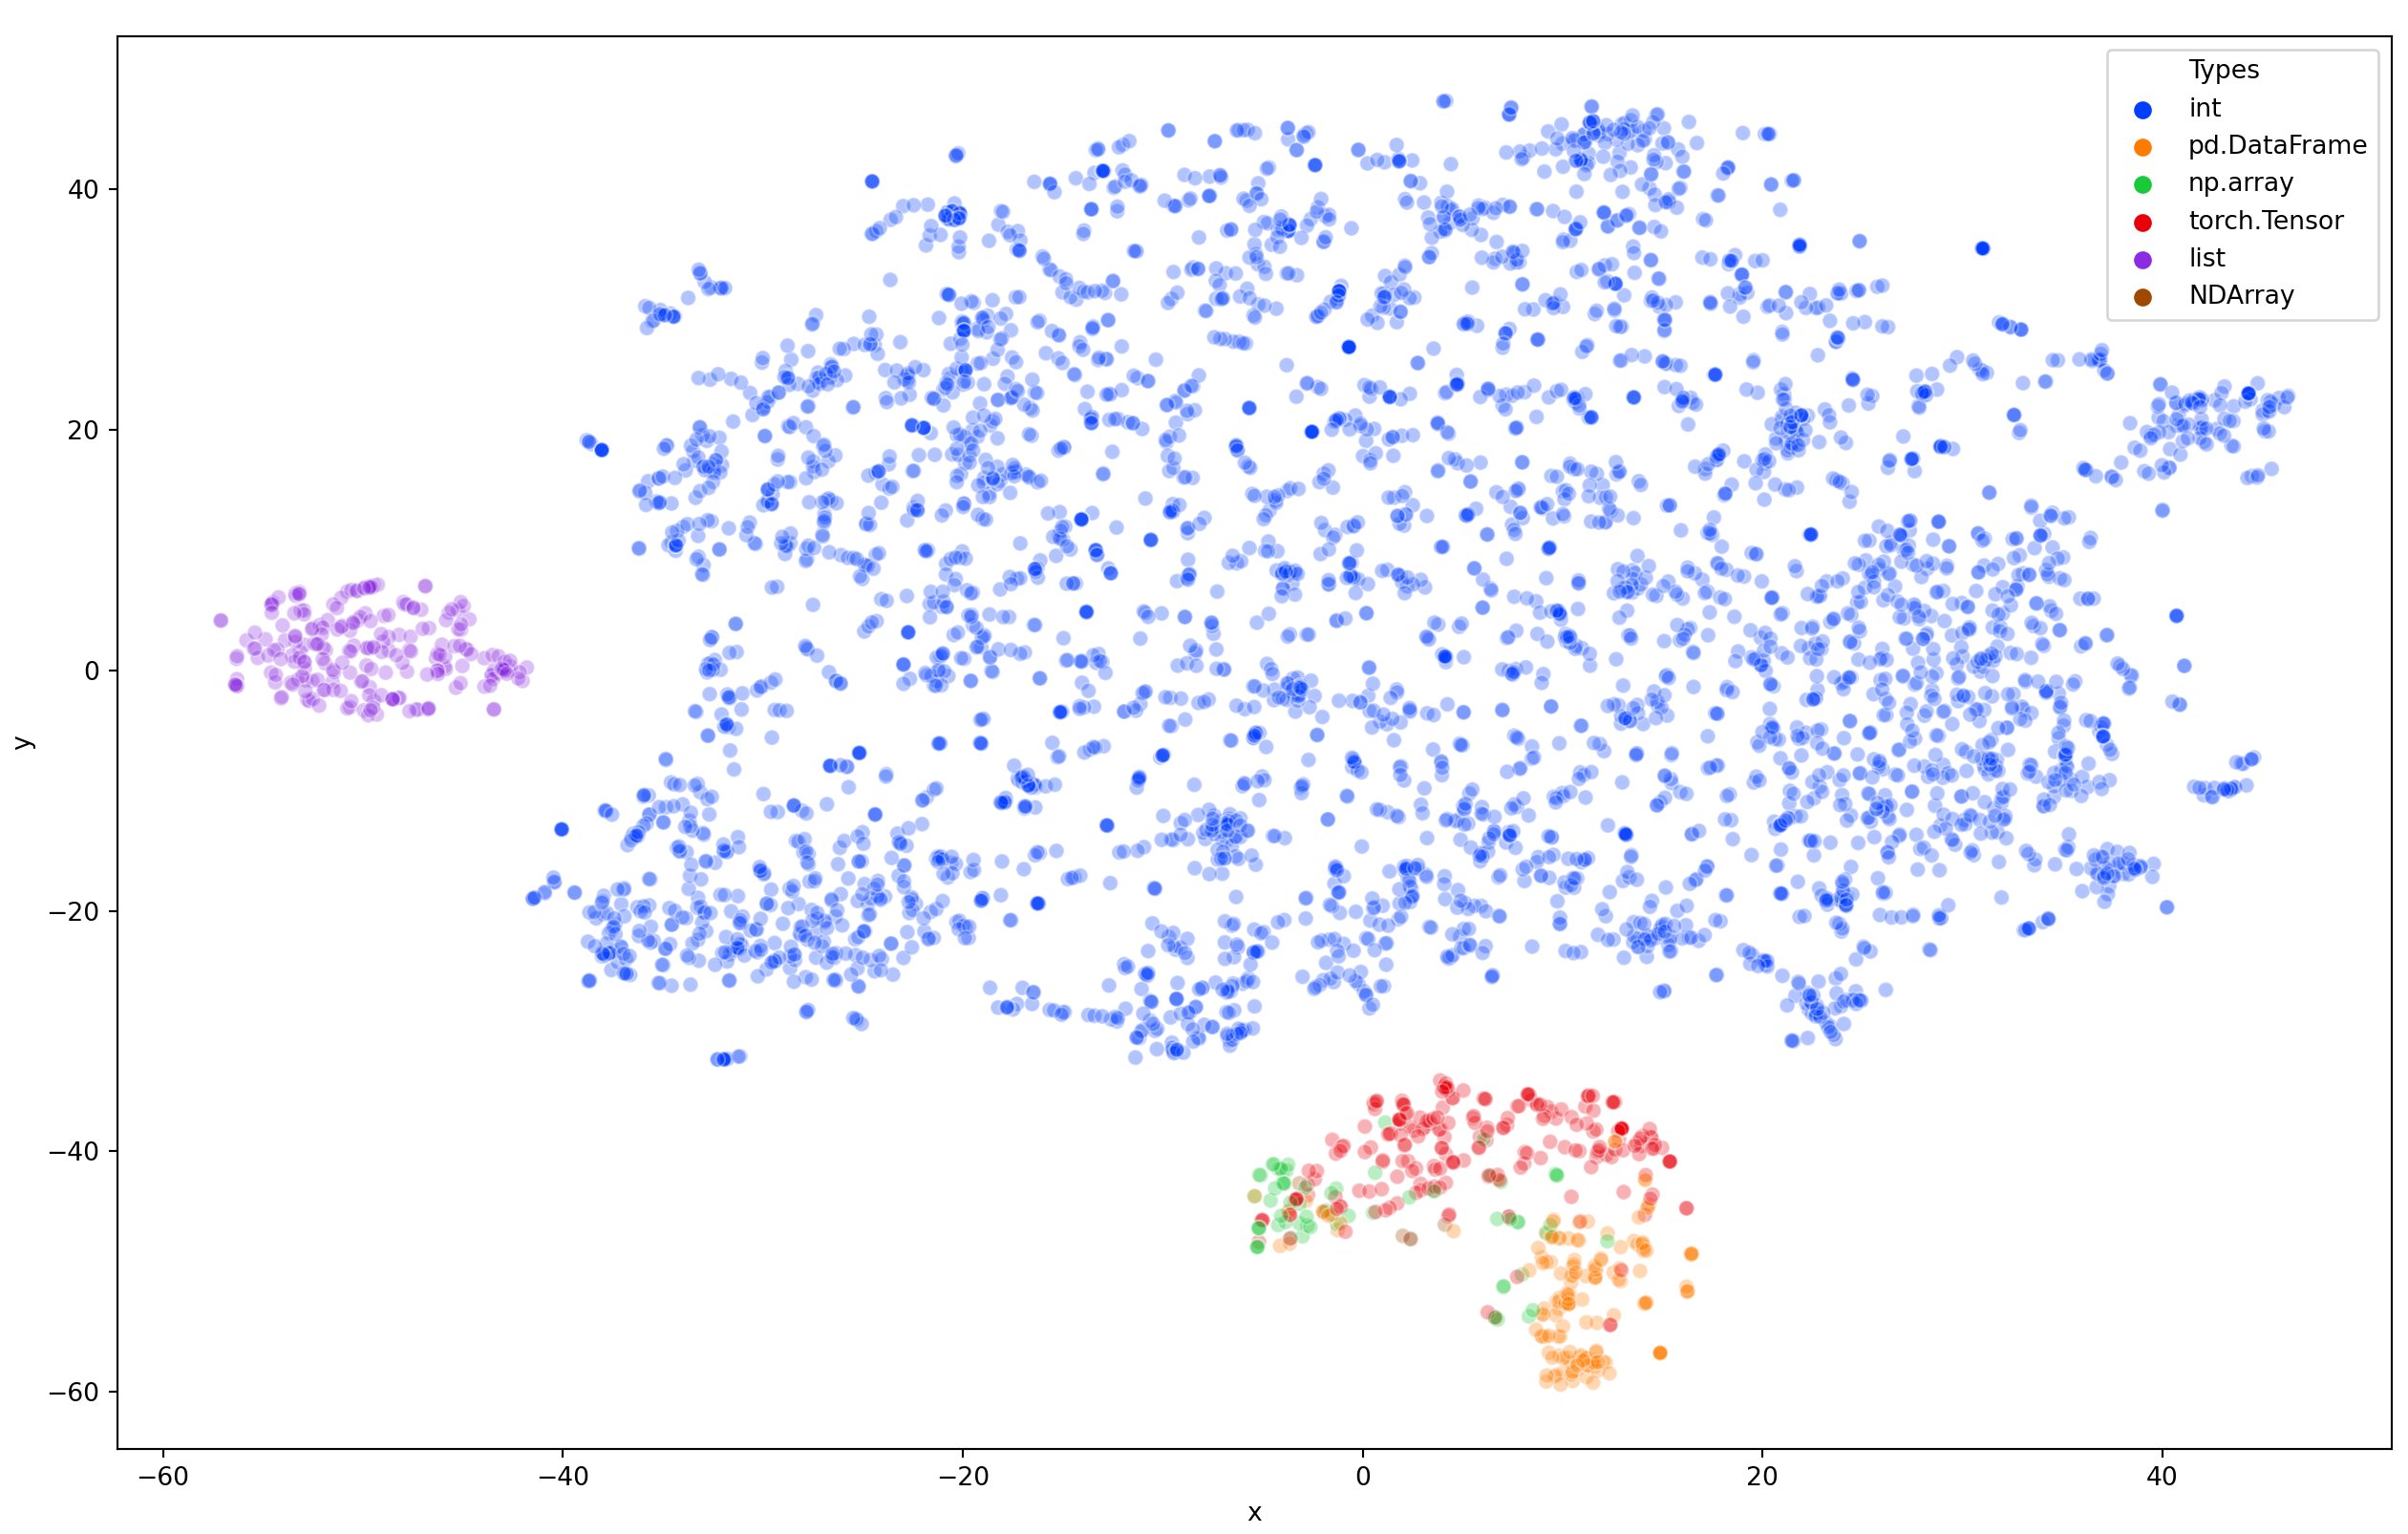 Types
int
pd.DataFrame
np.array
torch.Tensor
list
NDArray
40
20
0
−20
−40
−60
y
−60 −40 −20 0 20 40
x